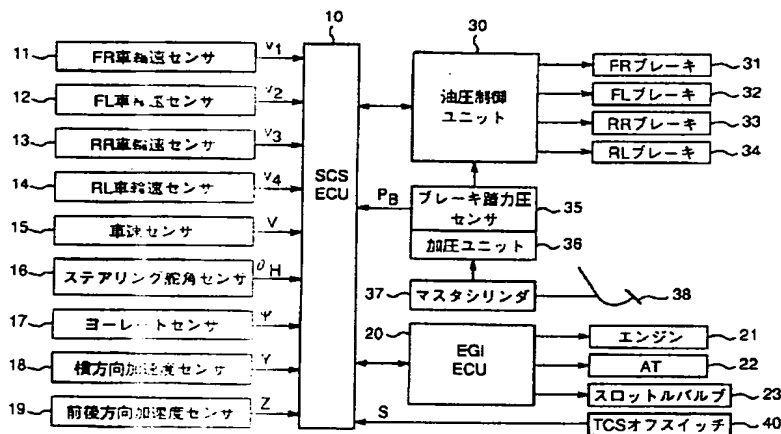 10
30
11
FR車輪速センサ
V1
12
FL車輪速センサ
V2
13
RR車輪速センサ
V3
14
RL車輪速センサ
V4
15
車速センサ
V
16
ステアリング舵角センサ
θH
17
ヨーレートセンサ
Ψ
18
横方向加速度センサ
Y
19
前後方向加速度センサ
Z
SCS
ECU
油圧制御
ユニット
FRブレーキ
31
FLブレーキ
32
RRブレーキ
33
RLブレーキ
34
PB
ブレーキ踏力圧
センサ
35
加圧ユニット
36
37
マスタシリンダ
38
20
EGI
ECU
エンジン
21
AT
22
スロットルバルブ
23
S
TCSオフスイッチ
40